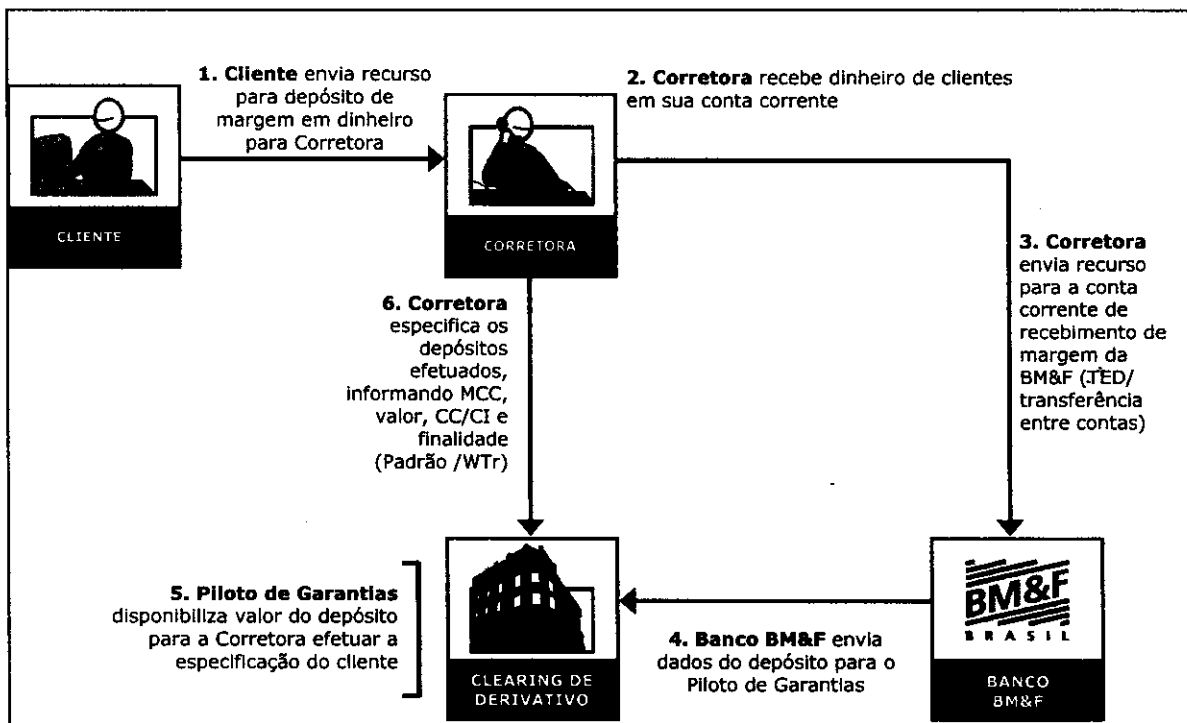 1. Cliente envia recurso
para depósito de
margem em dinheiro
para Corretora
2. Corretora recebe dinheiro de clientes
em sua conta corrente
CLIENTE
CORRETORA
3. Corretora
envia recurso
para a conta
corrente de
recebimento de
margem da
BM&F (TED/
transferência
entre contas)
6. Corretora
especifica os
depósitos
efetuados,
informando MCC,
valor, CC/CI e
finalidade
(Padrão /WTr)
5. Piloto de Garantias
disponibiliza valor do depósito
para a Corretora efetuar a
especificação do cliente
4. Banco BM&F envia
dados do depósito para o
Piloto de Garantias
BM&F
BRASIL
CLEARING DE
DERIVATIVO
BANCO
BM&F